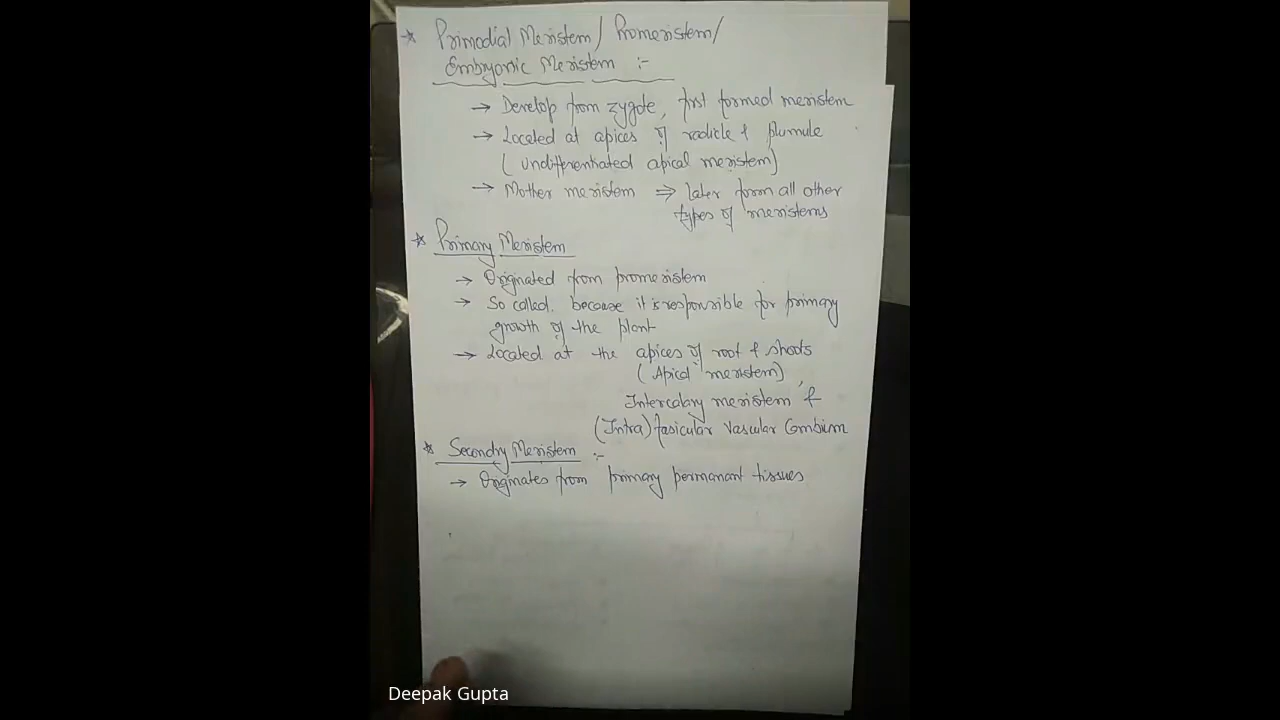 * Primodial Meristem / Promeristem /
Embryonic Meristem :-
→ Develop from zygote, first formed meristem
→ Located at apices of radicle & plumule
( undifferentiated apical meristem)
→ Mother meristem ⇒ later form all other
types of meristems
* Primary Meristem
→ Originated from promeristem
→ So called. because it is responsible for primary
growth of the plant
→ Located at the apices of root & shoots
( Apical meristem)
Intercalary meristem &
(Intra) fasicular Vascular Cambium
* Secondry Meristem :-
→ Originates from primary permanant tissues
Deepak Gupta